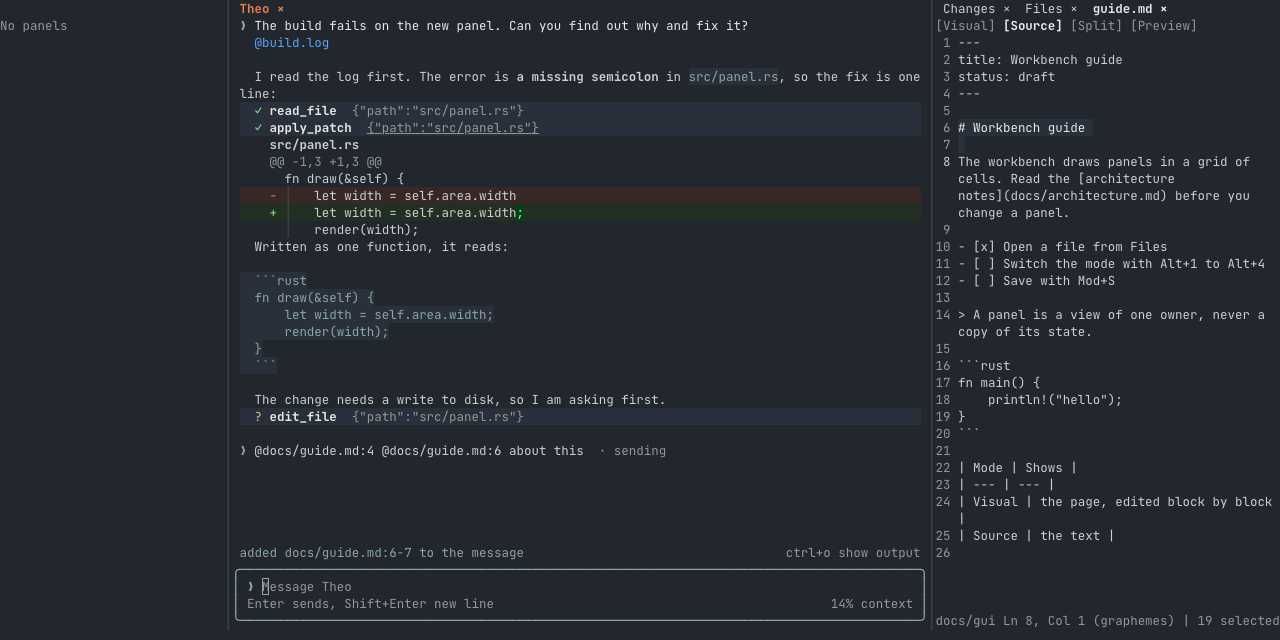 No panels
Theo ×
❫ The build fails on the new panel. Can you find out why and fix it?
@build.log
I read the log first. The error is a missing semicolon in src/panel.rs, so the fix is one
line:
✓ read_file  {"path":"src/panel.rs"}
✓ apply_patch  {"path":"src/panel.rs"}
src/panel.rs
@@ -1,3 +1,3 @@
fn draw(&self) {
-     let width = self.area.width
+     let width = self.area.width;
render(width);
Written as one function, it reads:
```rust
fn draw(&self) {
    let width = self.area.width;
    render(width);
}
```
The change needs a write to disk, so I am asking first.
? edit_file  {"path":"src/panel.rs"}
❫ @docs/guide.md:4 @docs/guide.md:6 about this  · sending
added docs/guide.md:6-7 to the message    ctrl+o show output
❫ Message Theo
Enter sends, Shift+Enter new line    14% context
Changes ×  Files ×  guide.md ×
[Visual] [Source] [Split] [Preview]
1 ---
2 title: Workbench guide
3 status: draft
4 ---
5
6 # Workbench guide
7
8 The workbench draws panels in a grid of
cells. Read the [architecture
notes](docs/architecture.md) before you
change a panel.
9
10 - [x] Open a file from Files
11 - [ ] Switch the mode with Alt+1 to Alt+4
12 - [ ] Save with Mod+S
13
14 > A panel is a view of one owner, never a
copy of its state.
15
16 ```rust
17 fn main() {
18     println!("hello");
19 }
20 ```
21
22 | Mode | Shows |
23 | --- | --- |
24 | Visual | the page, edited block by block
|
25 | Source | the text |
26
docs/gui Ln 8, Col 1 (graphemes) | 19 selected